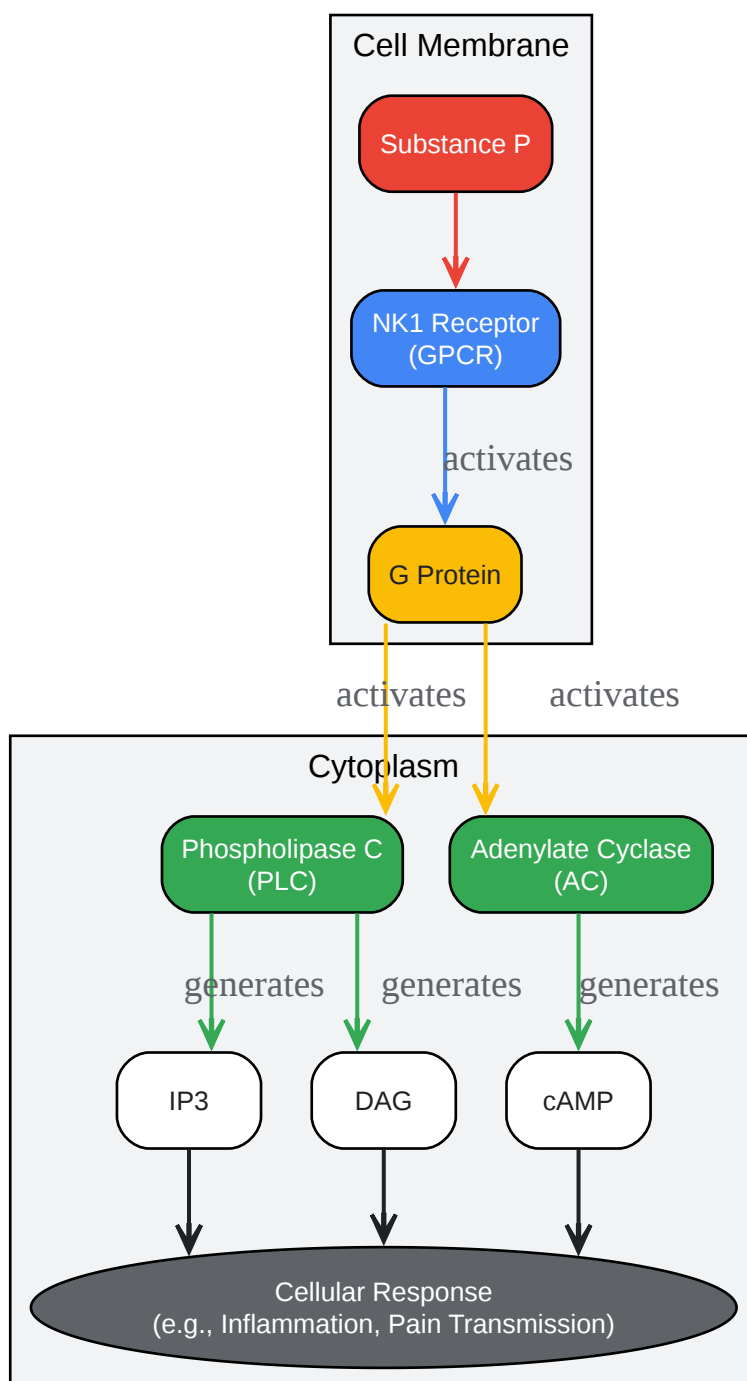 Cell Membrane
Substance P
NK1 Receptor
(GPCR)
activates
G Protein
activates
activates
Cytoplasm
Phospholipase C
(PLC)
Adenylate Cyclase
(AC)
generates
generates
generates
IP3
DAG
cAMP
Cellular Response
(e.g., Inflammation, Pain Transmission)